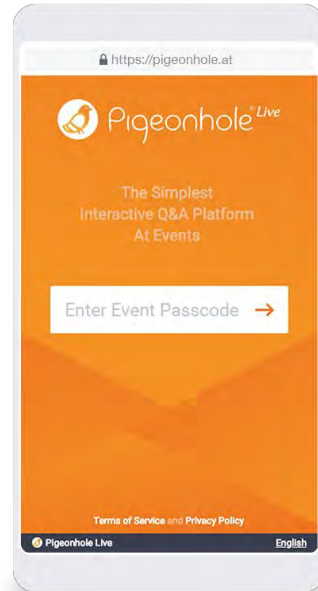 https://pigeonhole.at
Pigeonhole Live
The Simplest
Interactive Q&A Platform
At Events
Enter Event Passcode →
Terms of Service and Privacy Policy
Pigeonhole Live English